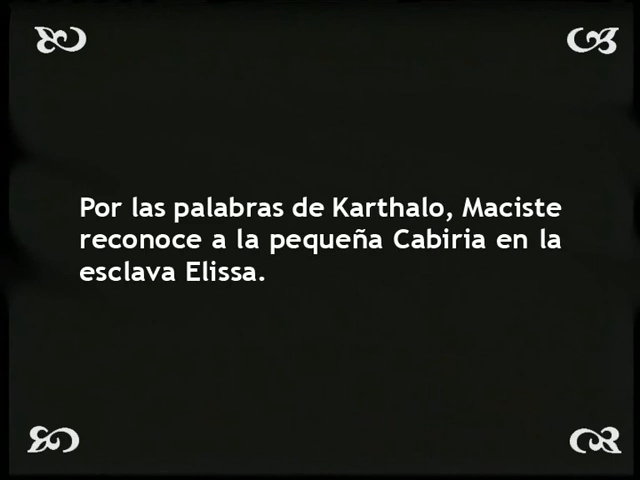 Por las palabras de Karthalo, Maciste
reconoce a la pequeña Cabiria en la
esclava Elissa.